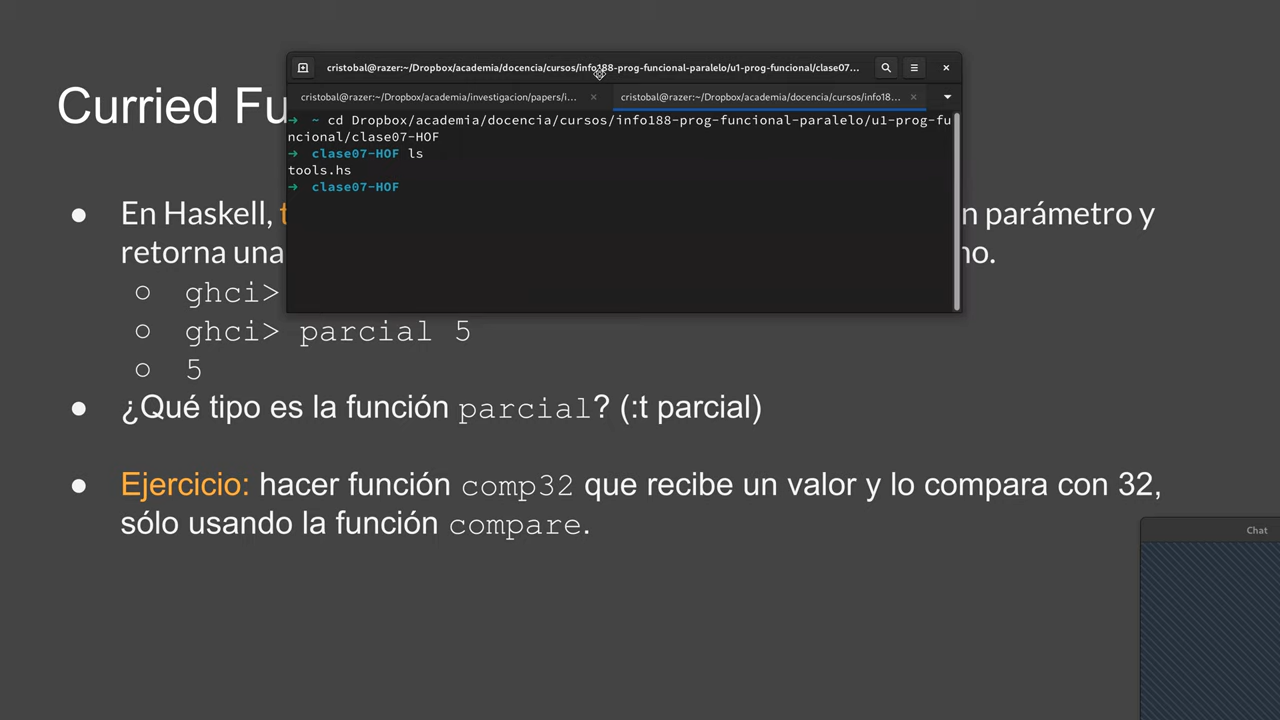 cristobal@razer:~/Dropbox/academia/docencia/cursos/info188-prog-funcional-paralelo/u1-prog-funcional/clase07...
cristobal@razer:~/Dropbox/academia/investigacion/papers/i...
cristobal@razer:~/Dropbox/academia/docencia/cursos/info18...
Curried Fu
➜ ~ cd Dropbox/academia/docencia/cursos/info188-prog-funcional-paralelo/u1-prog-fu
ncional/clase07-HOF
➜ clase07-HOF ls
tools.hs
➜ clase07-HOF
● En Haskell, t n parámetro y
retorna una no.
○ ghci>
○ ghci> parcial 5
○ 5
● ¿Qué tipo es la función parcial? (:t parcial)
● Ejercicio: hacer función comp32 que recibe un valor y lo compara con 32,
sólo usando la función compare.
Chat